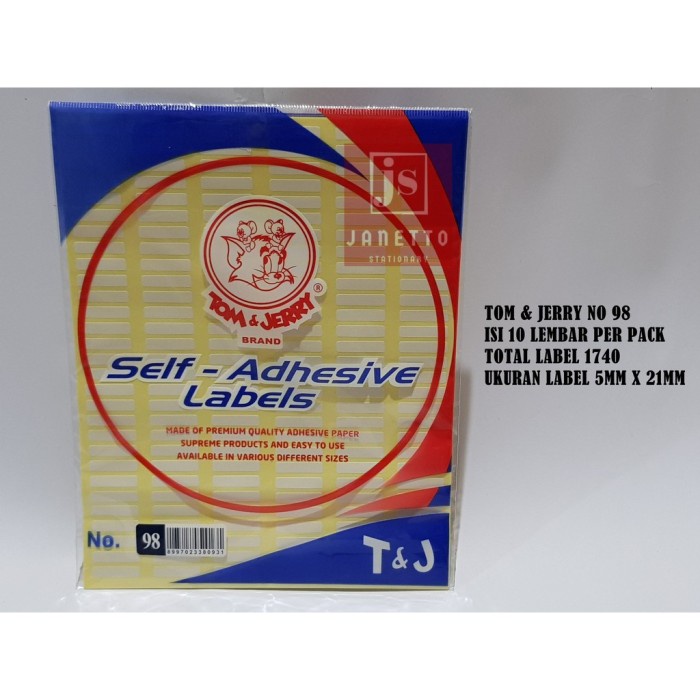 js
JANETTO
STATIONARY
TOM & JERRY
®
BRAND
Self - Adhesive
Labels
MADE OF PREMIUM QUALITY ADHESIVE PAPER
SUPREME PRODUCTS AND EASY TO USE
AVAILABLE IN VARIOUS DIFFERENT SIZES
No. 98
8997023380931
T & J
TOM & JERRY NO 98
ISI 10 LEMBAR PER PACK
TOTAL LABEL 1740
UKURAN LABEL 5MM X 21MM